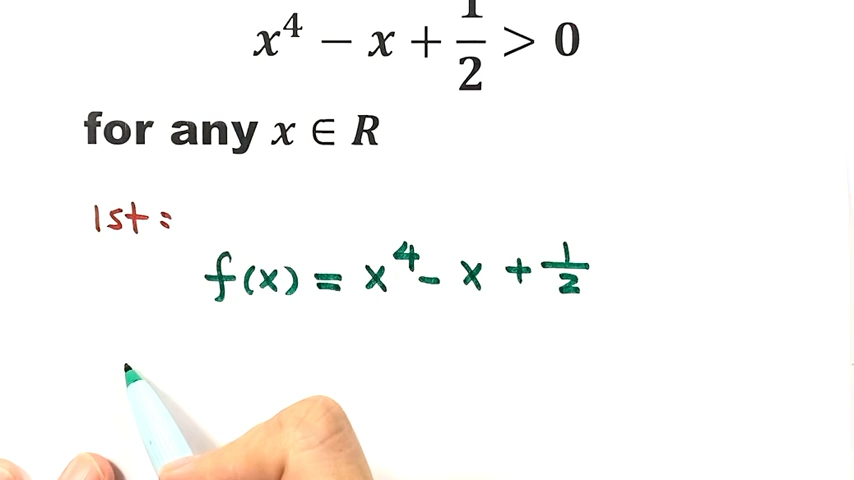 x⁴ − x + 1/2 > 0
for any x ∈ R
1st:
f(x) = x⁴ - x + 1/2